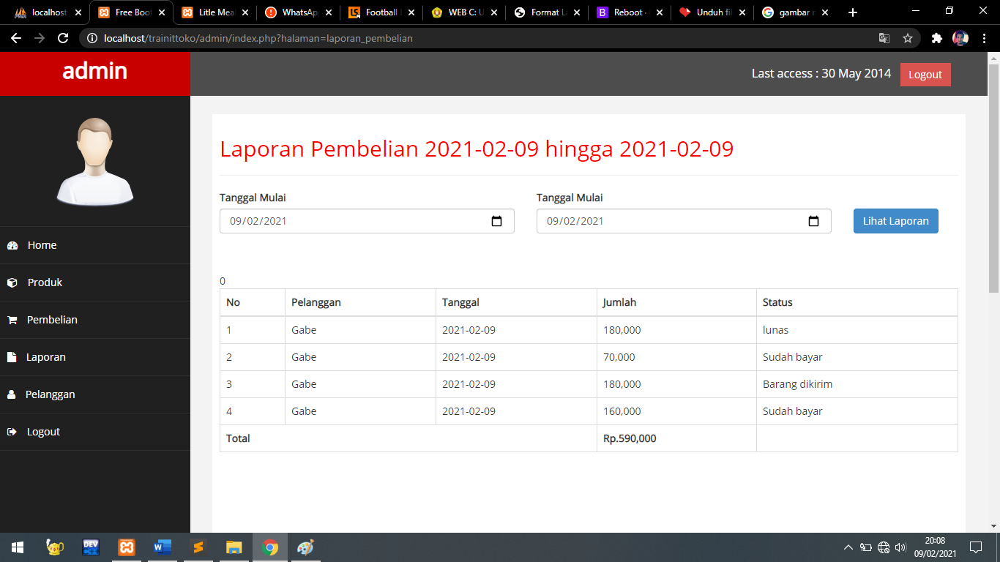 localhost
Free Boot
Litle Mea
WhatsAp
Football
WEB C: U
Format L
Reboot
Unduh fil
gambar
localhost/trainittoko/admin/index.php?halaman=laporan_pembelian
admin
Last access : 30 May 2014
Logout
Home
Produk
Pembelian
Laporan
Pelanggan
Logout
Laporan Pembelian 2021-02-09 hingga 2021-02-09
Tanggal Mulai
Tanggal Mulai
09/02/2021
09/02/2021
Lihat Laporan
0
No Pelanggan Tanggal Jumlah Status
1 Gabe 2021-02-09 180,000 lunas
2 Gabe 2021-02-09 70,000 Sudah bayar
3 Gabe 2021-02-09 180,000 Barang dikirim
4 Gabe 2021-02-09 160,000 Sudah bayar
Total Rp.590,000
DEV
20:08
09/02/2021